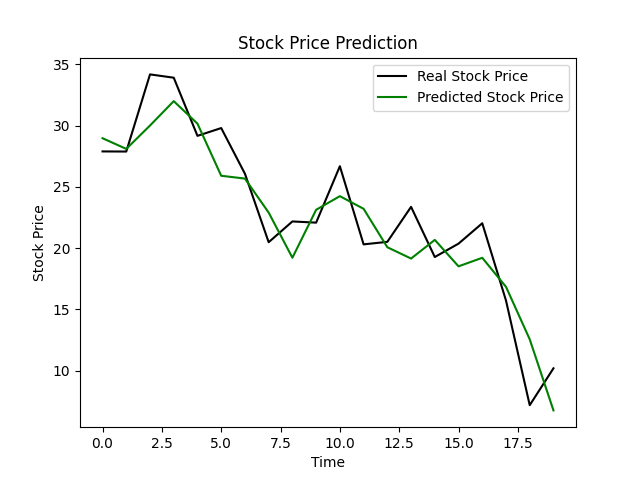 Stock Price Prediction
Real Stock Price
Predicted Stock Price
Stock Price
35
30
25
20
15
10
0.0 2.5 5.0 7.5 10.0 12.5 15.0 17.5
Time